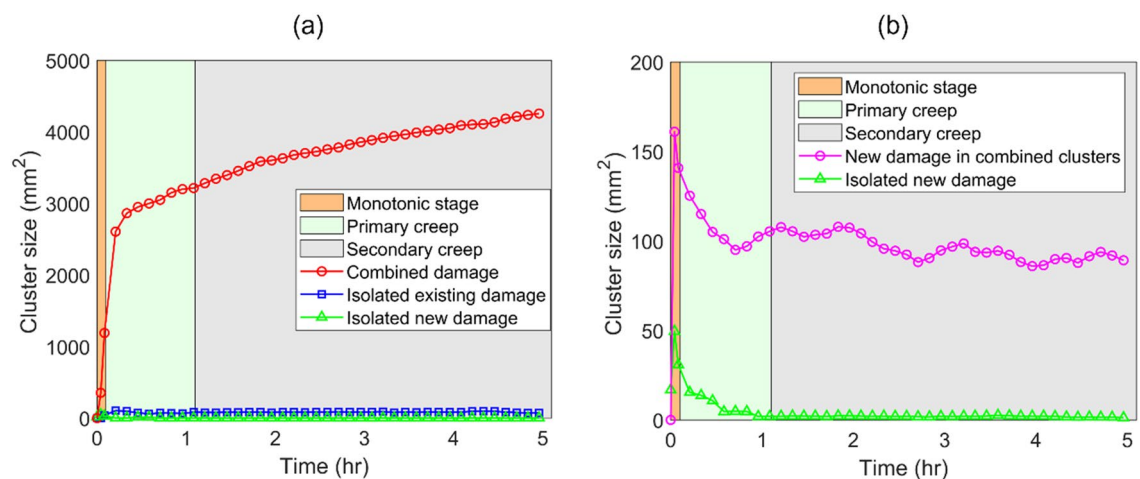 (a)
5000
4000
3000
2000
1000
0
Cluster size (mm2)
0 1 2 3 4 5
Time (hr)
Monotonic stage
Primary creep
Secondary creep
Combined damage
Isolated existing damage
Isolated new damage
(b)
200
150
100
50
0
Cluster size (mm2)
0 1 2 3 4 5
Time (hr)
Monotonic stage
Primary creep
Secondary creep
New damage in combined clusters
Isolated new damage